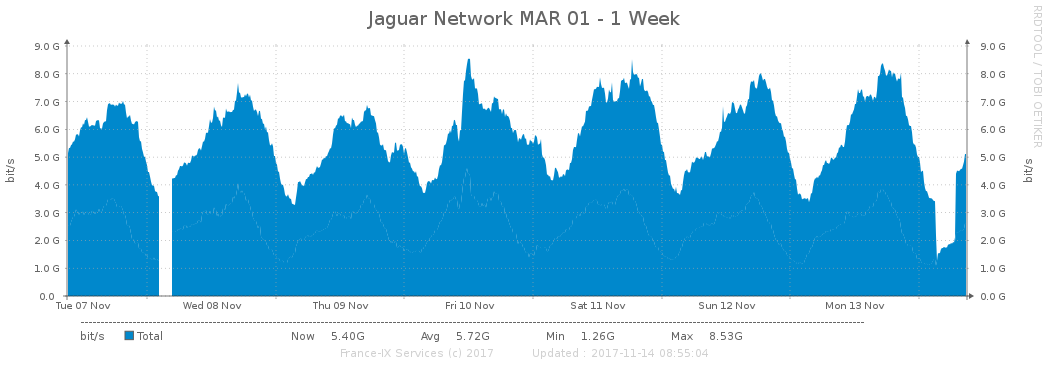 Jaguar Network MAR 01 - 1 Week
RRDTOOL / TOBI OETIKER
9.0 G 9.0 G
8.0 G 8.0 G
7.0 G 7.0 G
6.0 G 6.0 G
5.0 G 5.0 G
4.0 G 4.0 G
3.0 G 3.0 G
2.0 G 2.0 G
1.0 G 1.0 G
0.0 0.0 G
bit/s bit/s
Tue 07 Nov Wed 08 Nov Thu 09 Nov Fri 10 Nov Sat 11 Nov Sun 12 Nov Mon 13 Nov
bit/s Total Now 5.40G Avg 5.72G Min 1.26G Max 8.53G
France-IX Services (c) 2017 Updated : 2017-11-14 08:55:04